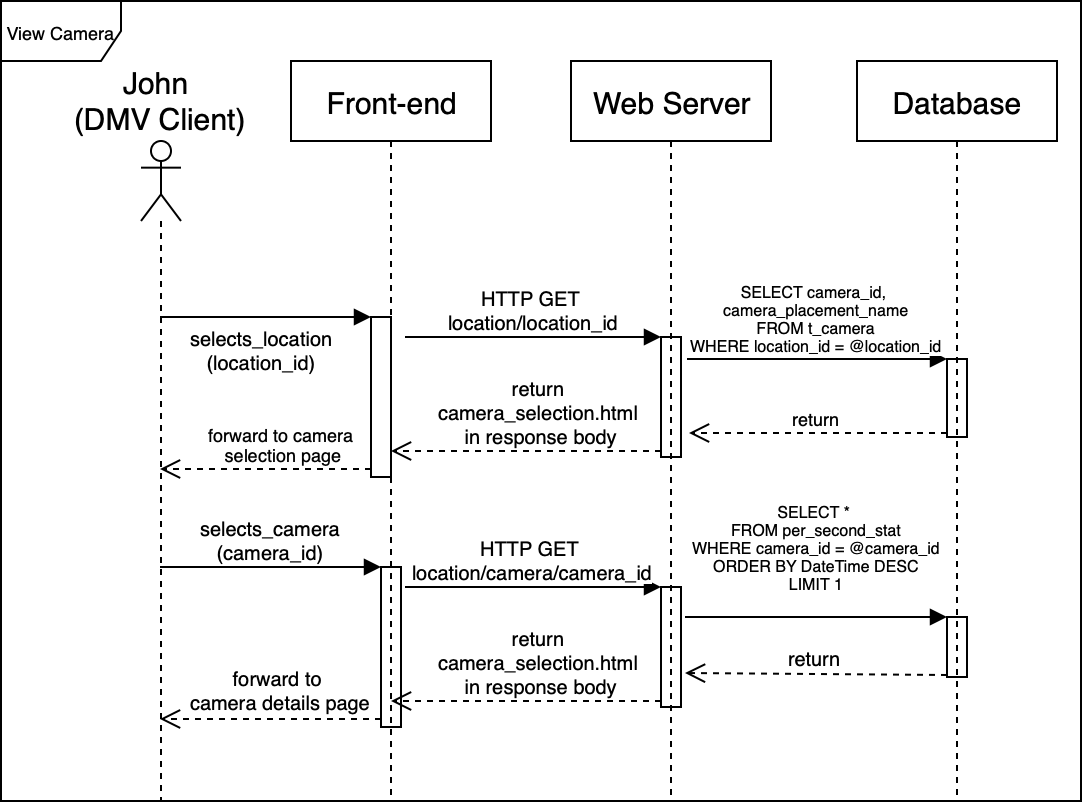 View Camera
John
(DMV Client)
Front-end
Web Server
Database
selects_location
(location_id)
HTTP GET
location/location_id
SELECT camera_id,
camera_placement_name
FROM t_camera
WHERE location_id = @location_id
return
return
camera_selection.html
in response body
forward to camera
selection page
selects_camera
(camera_id)
HTTP GET
location/camera/camera_id
SELECT *
FROM per_second_stat
WHERE camera_id = @camera_id
ORDER BY DateTime DESC
LIMIT 1
return
return
camera_selection.html
in response body
forward to
camera details page